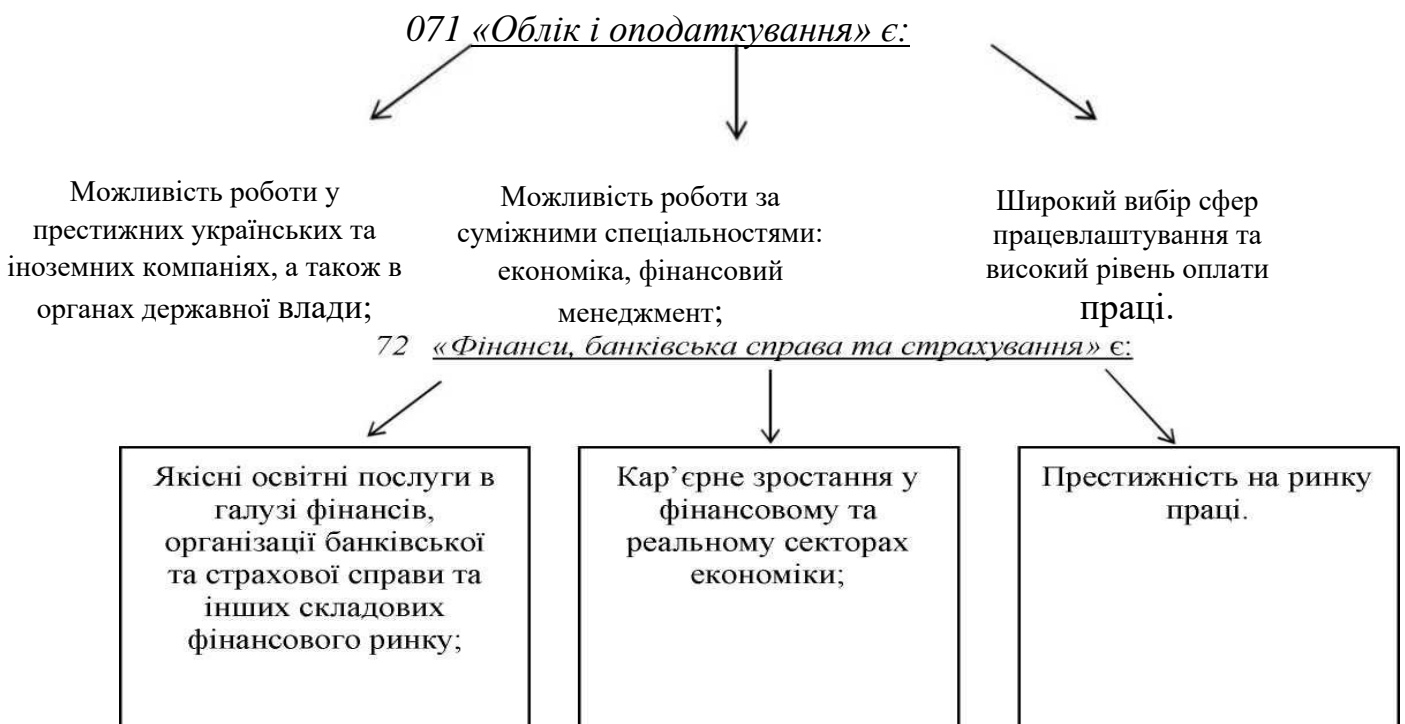 071 «Облік і оподаткування» є:
Можливість роботи у
престижних українських та
іноземних компаніях, а також в
органах державної влади;
Можливість роботи за
суміжними спеціальностями:
економіка, фінансовий
менеджмент;
Широкий вибір сфер
працевлаштування та
високий рівень оплати
праці.
72 «Фінанси, банківська справа та страхування» є:
Якісні освітні послуги в
галузі фінансів,
організації банківської
та страхової справи та
інших складових
фінансового ринку;
Кар’єрне зростання у
фінансовому та
реальному секторах
економіки;
Престижність на ринку
праці.